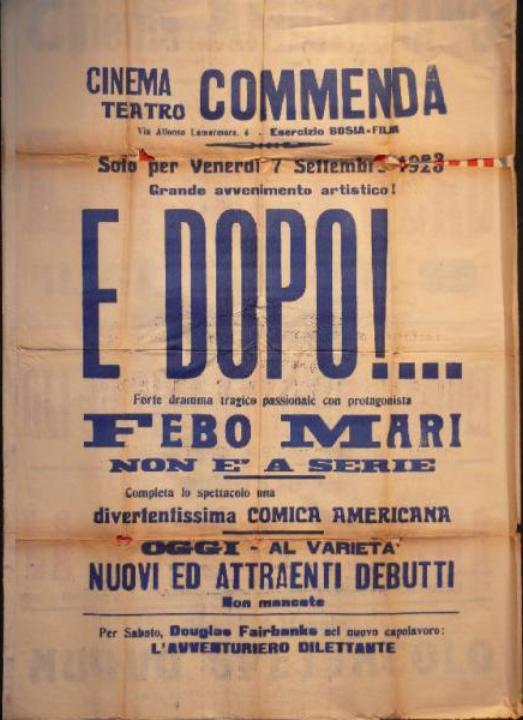 CINEMA TEATRO COMMENDA
Via Alfonso Lamarmora, 6 - Esercizio BOSIA-FILM
Solo per Venerdì 7 Settembre 1923
Grande avvenimento artistico!
E DOPO!....
Forte dramma tragico passionale con protagonista
FEBO MARI
NON E' A SERIE
Completa lo spettacolo una
divertentissima COMICA AMERICANA
OGGI - AL VARIETA'
NUOVI ED ATTRAENTI DEBUTTI
Non mancate
Per Sabato, Douglas Fairbanks nel nuovo capolavoro:
L'AVVENTURIERO DILETTANTE